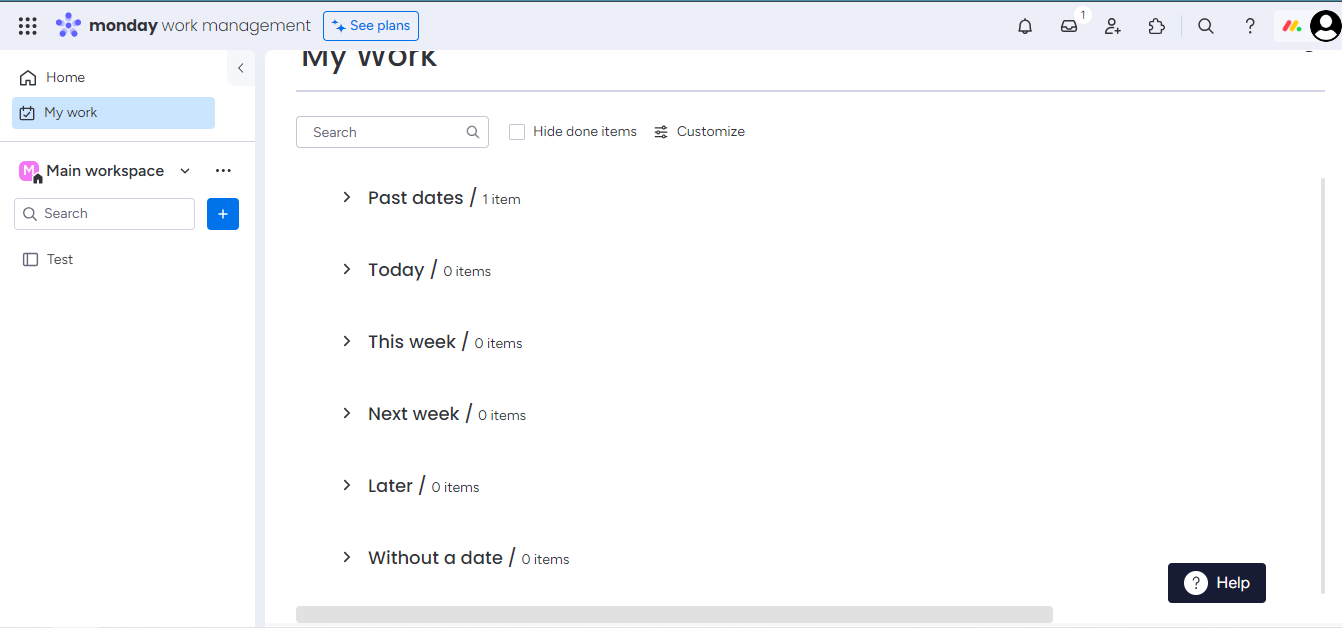 monday work management
See plans
1
?
Home
My work
M
Main workspace
Search
+
Test
My Work
Search
Hide done items
Customize
Past dates / 1 item
Today / 0 items
This week / 0 items
Next week / 0 items
Later / 0 items
Without a date / 0 items
? Help